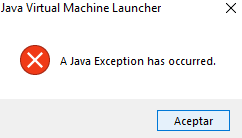 Java Virtual Machine Launcher
A Java Exception has occurred.
Aceptar